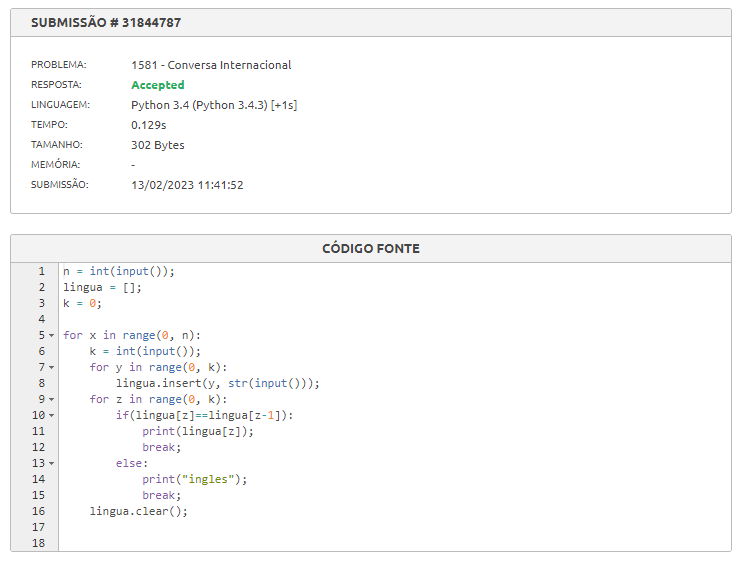 SUBMISSÃO # 31844787
PROBLEMA: 1581 - Conversa Internacional
RESPOSTA: Accepted
LINGUAGEM: Python 3.4 (Python 3.4.3) [+1s]
TEMPO: 0.129s
TAMANHO: 302 Bytes
MEMÓRIA: -
SUBMISSÃO: 13/02/2023 11:41:52
CÓDIGO FONTE
1 n = int(input());
2 lingua = [];
3 k = 0;
4
5 for x in range(0, n):
6     k = int(input());
7     for y in range(0, k):
8         lingua.insert(y, str(input()));
9     for z in range(0, k):
10         if(lingua[z]==lingua[z-1]):
11             print(lingua[z]);
12             break;
13         else:
14             print("ingles");
15             break;
16     lingua.clear();
17
18